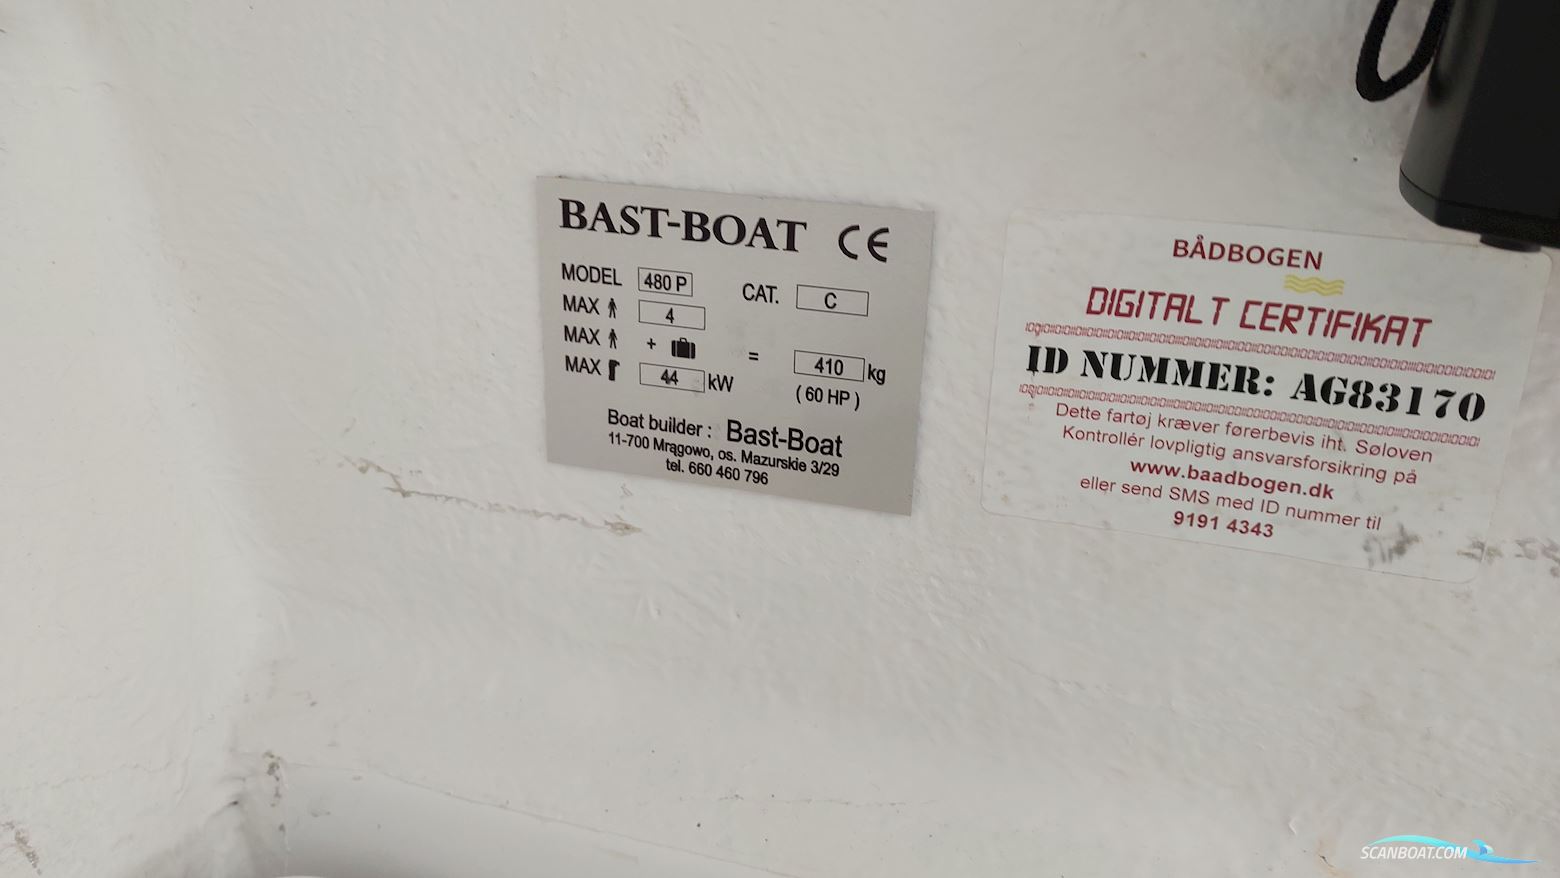 BAST-BOAT CE
MODEL 480 P CAT. C
MAX 4
MAX + = 410 kg
MAX 44 kW ( 60 HP )
Boat builder : Bast-Boat
11-700 Mrągowo, os. Mazurskie 3/29
tel. 660 460 796
BÅDBOGEN
DIGITALT CERTIFIKAT
ID NUMMER: AG83170
Dette fartøj kræver førerbevis iht. Søloven
Kontrollér lovpligtig ansvarsforsikring på
www.baadbogen.dk
eller send SMS med ID nummer til
9191 4343
SCANBOAT.COM